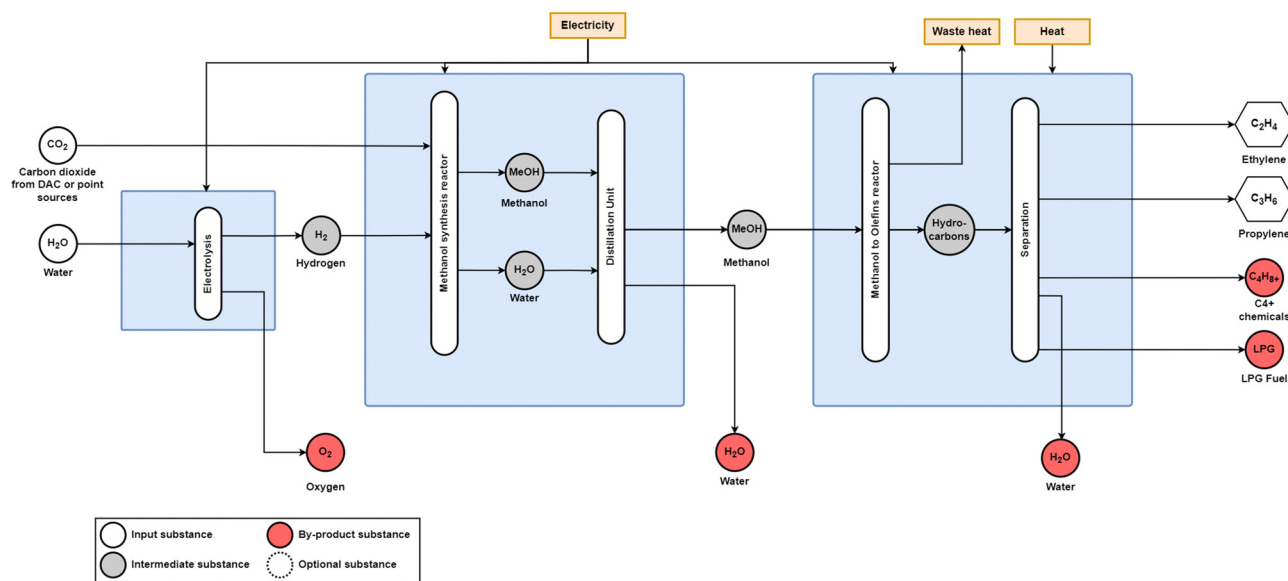 Electricity
Waste heat
Heat
CO2
Carbon dioxide
from DAC or point
sources
H2O
Water
Electrolysis
H2
Hydrogen
O2
Oxygen
Methanol synthesis reactor
MeOH
Methanol
H2O
Water
Distillation Unit
MeOH
Methanol
H2O
Water
Methanol to Olefins reactor
Hydro-
carbons
Separation
C2H4
Ethylene
C3H6
Propylene
C4H8+
C4+
chemicals
LPG
LPG Fuel
H2O
Water
Input substance
By-product substance
Intermediate substance
Optional substance